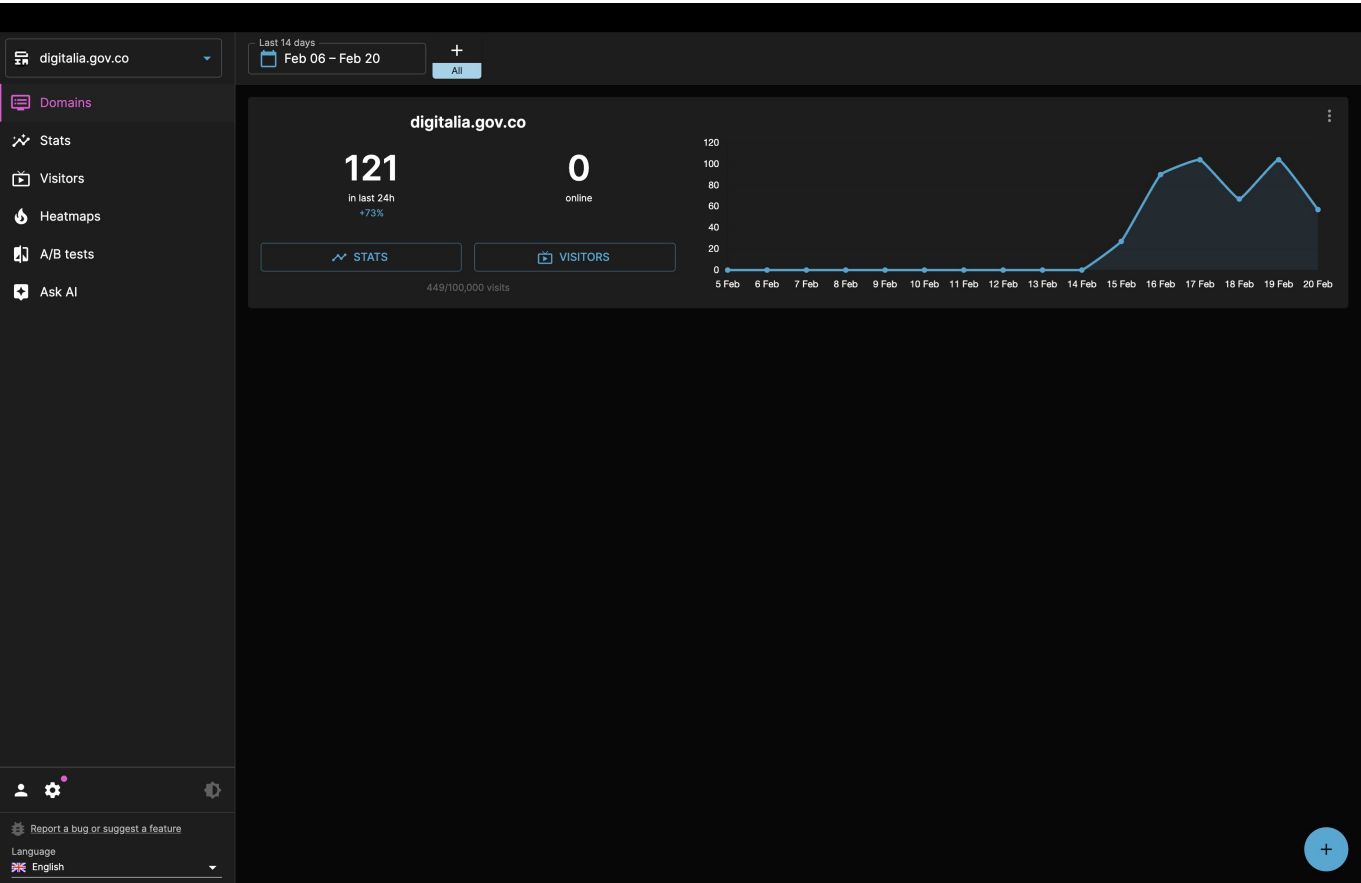 digitalia.gov.co
Domains
Stats
Visitors
Heatmaps
A/B tests
Ask AI
Report a bug or suggest a feature
Language
English
Last 14 days
Feb 06 – Feb 20
+
All
digitalia.gov.co
121
in last 24h
+73%
0
online
STATS
VISITORS
449/100,000 visits
120
100
80
60
40
20
0
5 Feb 6 Feb 7 Feb 8 Feb 9 Feb 10 Feb 11 Feb 12 Feb 13 Feb 14 Feb 15 Feb 16 Feb 17 Feb 18 Feb 19 Feb 20 Feb
+